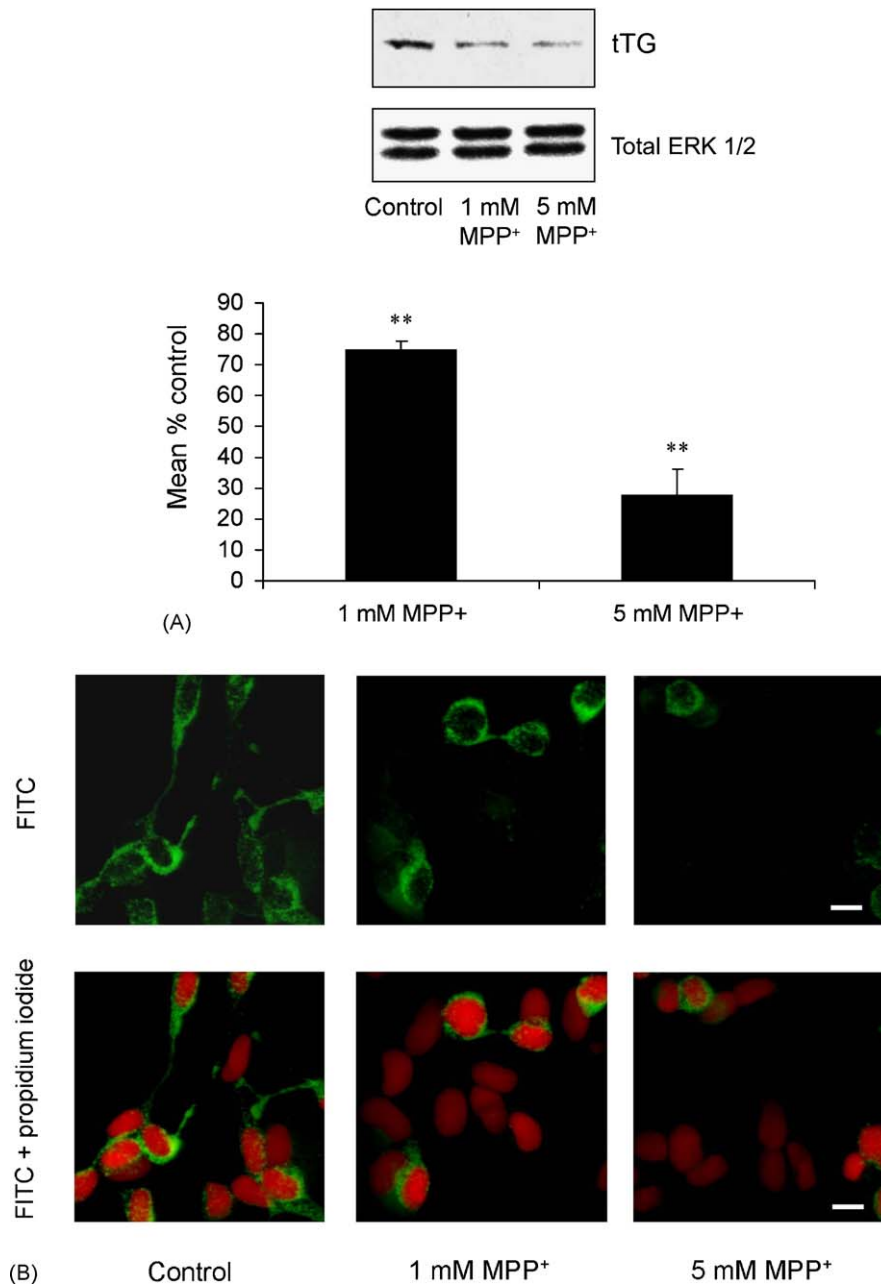 tTG
Total ERK 1/2
Control 1 mM 5 mM
MPP⁺ MPP⁺
90
80
70
60
50
40
30
20
10
0
Mean % control
**
**
1 mM MPP+ 5 mM MPP+
(A)
FITC
FITC + propidium iodide
(B) Control 1 mM MPP⁺ 5 mM MPP⁺